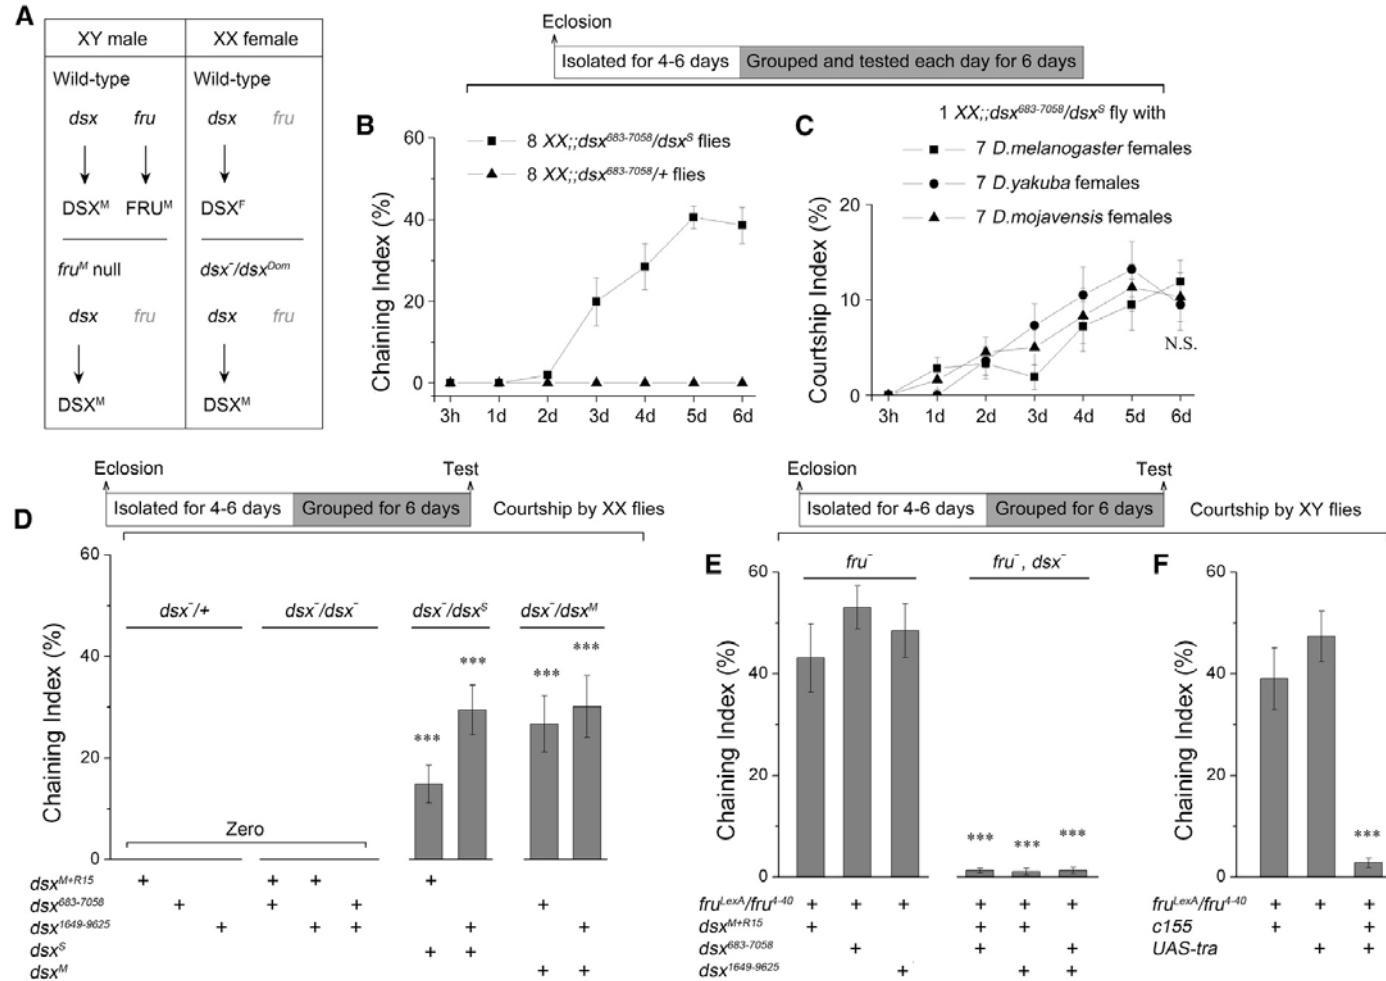 A
XY male XX female
Wild-type Wild-type
dsx fru dsx fru
DSXᴹ FRUᴹ DSXᶠ
fruᴹ null dsx⁻/dsxᴰᵒᵐ
dsx fru dsx fru
DSXᴹ DSXᴹ
Eclosion
Isolated for 4-6 days Grouped and tested each day for 6 days
B
8 XX;;dsx⁶⁸³⁻⁷⁰⁵⁸/dsxˢ flies
8 XX;;dsx⁶⁸³⁻⁷⁰⁵⁸/+ flies
Chaining Index (%)
60
40
20
0
3h 1d 2d 3d 4d 5d 6d
C
1 XX;;dsx⁶⁸³⁻⁷⁰⁵⁸/dsxˢ fly with
7 D.melanogaster females
7 D.yakuba females
7 D.mojavensis females
Courtship Index (%)
20
10
0
N.S.
3h 1d 2d 3d 4d 5d 6d
D
Eclosion Test
Isolated for 4-6 days Grouped for 6 days
Courtship by XX flies
Chaining Index (%)
60
40
20
0
dsx⁻/+ dsx⁻/dsx⁻ dsx⁻/dsxˢ dsx⁻/dsxᴹ
*** *** *** ***
Zero
dsxᴹ⁺ᴿ¹⁵ + + + +
dsx⁶⁸³⁻⁷⁰⁵⁸ + + + +
dsx¹⁶⁴⁹⁻⁹⁶²⁵ + + + + +
dsxˢ + +
dsxᴹ + +
Eclosion Test
Isolated for 4-6 days Grouped for 6 days
Courtship by XY flies
E
Chaining Index (%)
60
40
20
0
fru⁻ fru⁻, dsx⁻
*** *** ***
fruᴸᵉˣᴬ/fru⁴⁻⁴⁰ + + + + + +
dsxᴹ⁺ᴿ¹⁵ + + +
dsx⁶⁸³⁻⁷⁰⁵⁸ + + +
dsx¹⁶⁴⁹⁻⁹⁶²⁵ + + +
F
Chaining Index (%)
60
40
20
0
***
fruᴸᵉˣᴬ/fru⁴⁻⁴⁰ + + +
c155 + +
UAS-tra + +